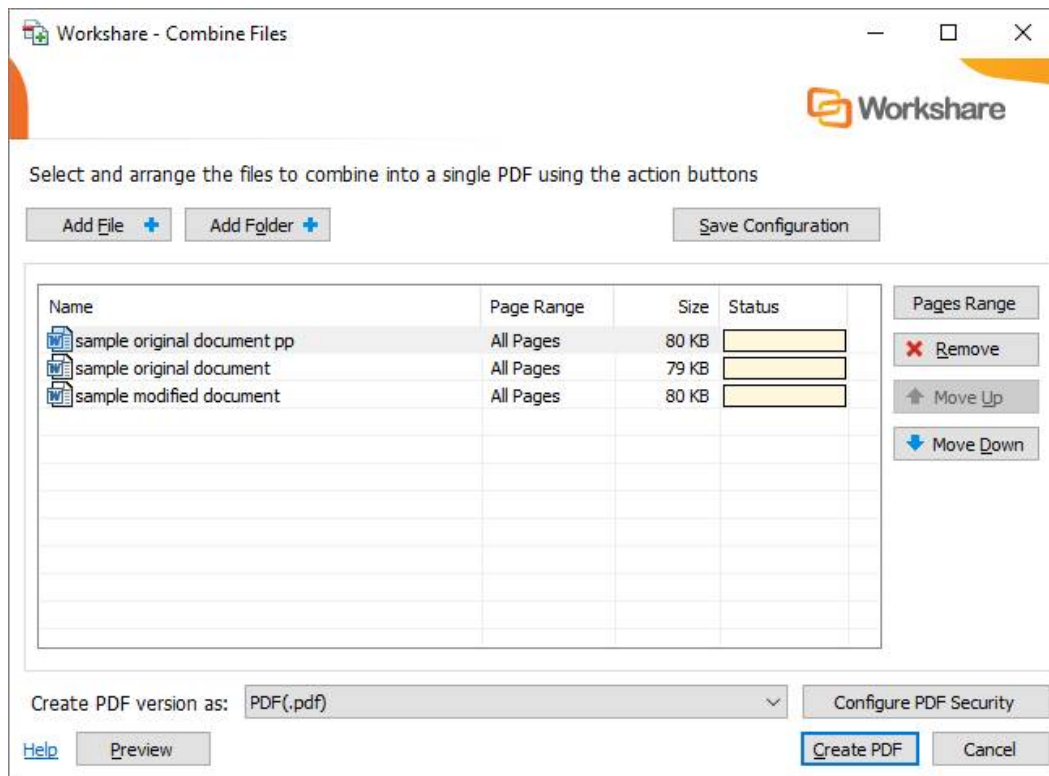 Workshare - Combine Files
Workshare
Select and arrange the files to combine into a single PDF using the action buttons
Add File Add Folder Save Configuration
Name Page Range Size Status Pages Range
sample original document pp All Pages 80 KB Remove
sample original document All Pages 79 KB
sample modified document All Pages 80 KB Move Up
Move Down
Create PDF version as: PDF(.pdf) Configure PDF Security
Help Preview Create PDF Cancel